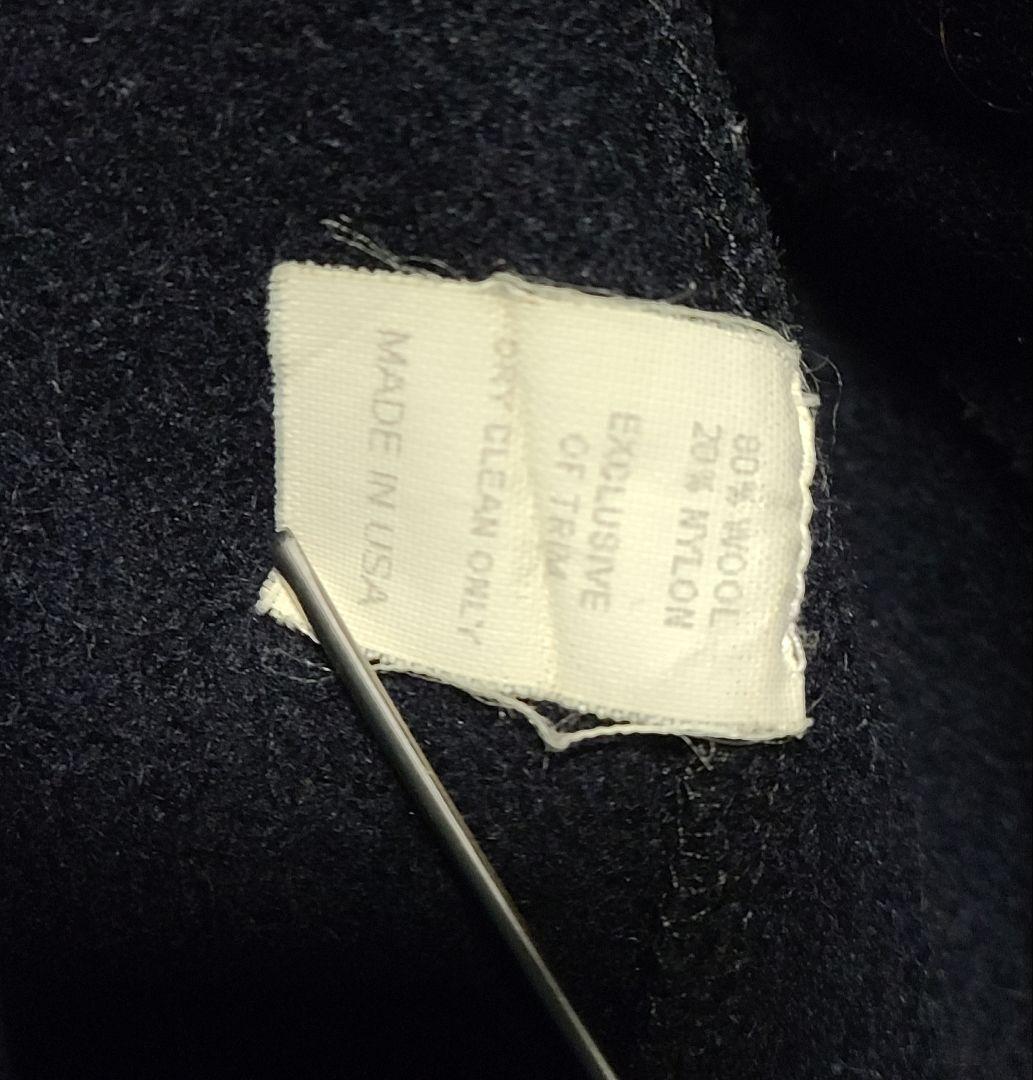 80% WOOL
20% NYLON
EXCLUSIVE
OF TRIM
DRY CLEAN ONLY
MADE IN USA